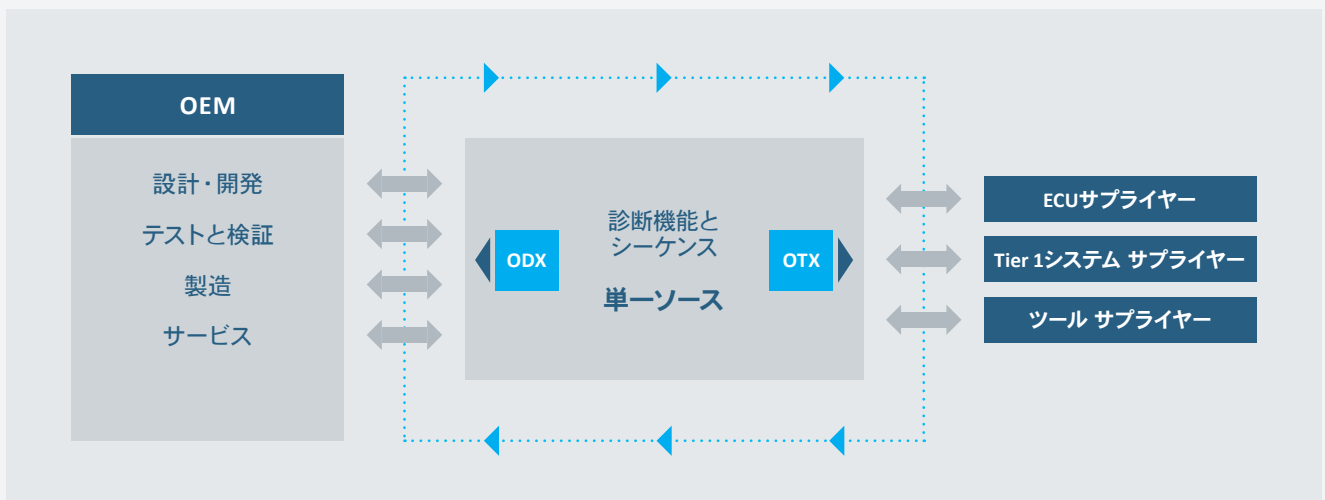 OEM
設計・開発
テストと検証
製造
サービス
診断機能と
シーケンス
ODX
OTX
単一ソース
ECUサプライヤー
Tier 1システム サプライヤー
ツール サプライヤー